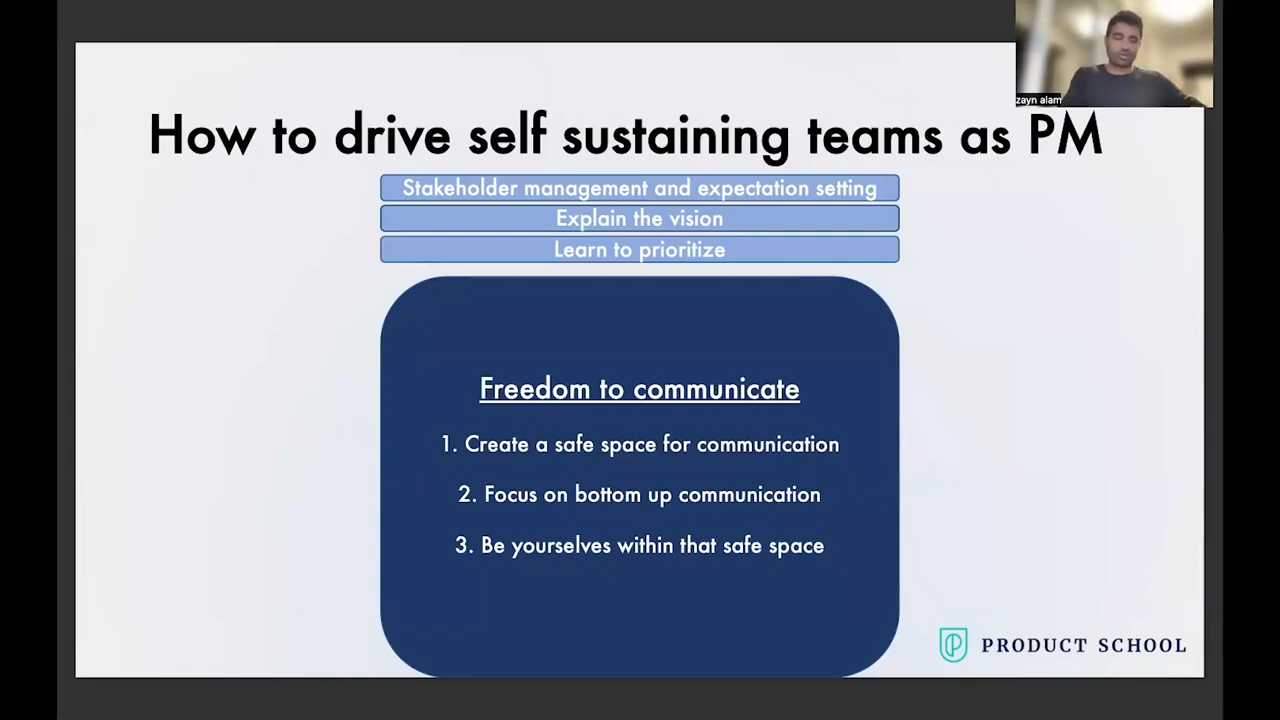 zayn alam
How to drive self sustaining teams as PM
Stakeholder management and expectation setting
Explain the vision
Learn to prioritize
Freedom to communicate
1. Create a safe space for communication
2. Focus on bottom up communication
3. Be yourselves within that safe space
PRODUCT SCHOOL